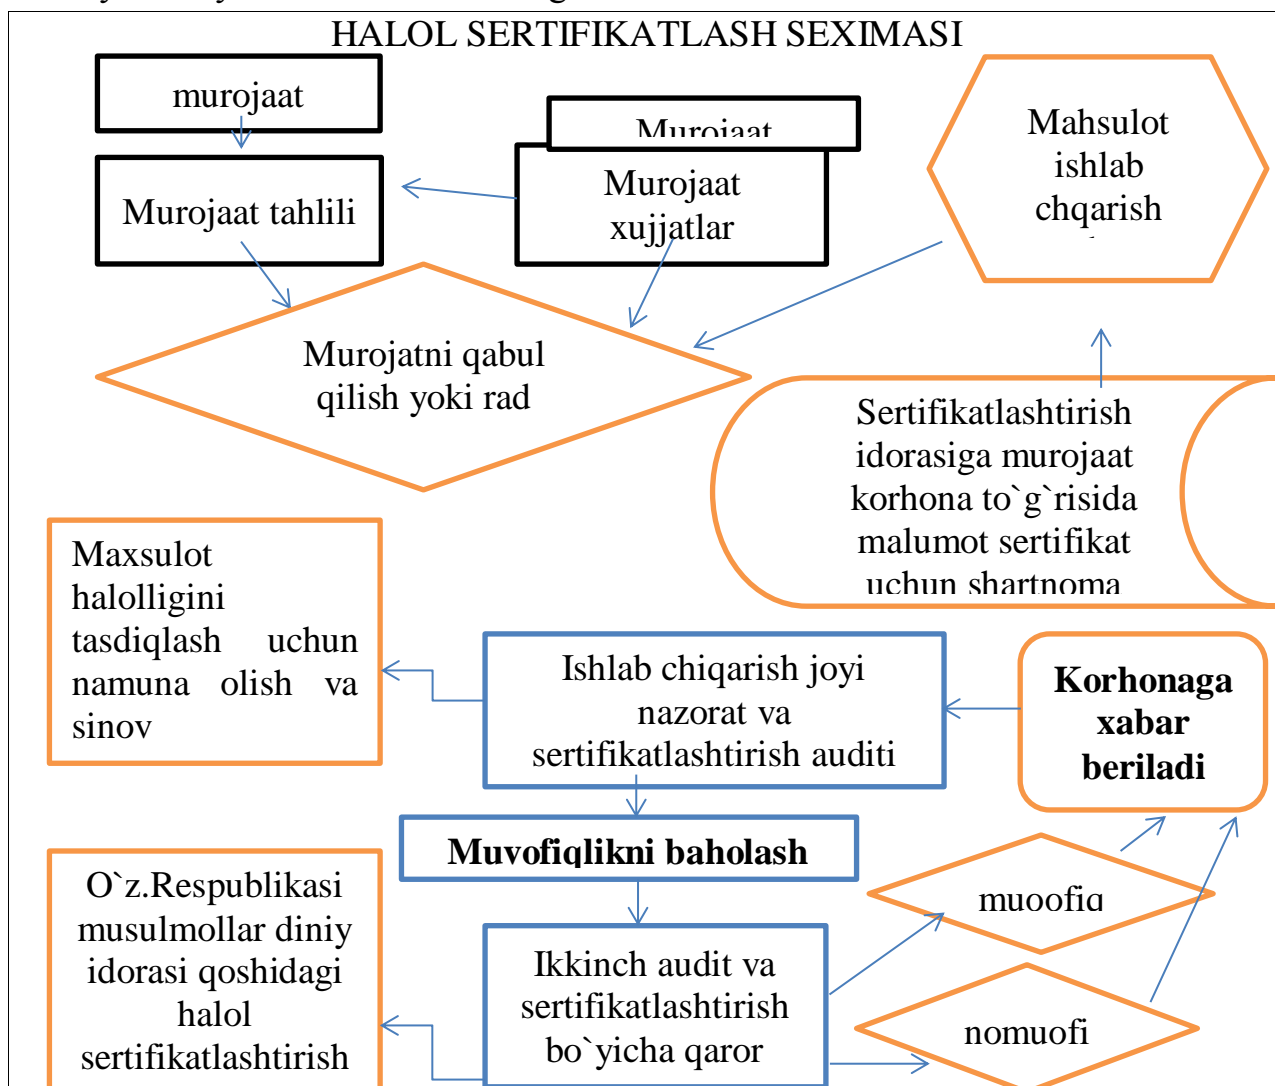 HALOL SERTIFIKATLASH SEXIMASI
murojaat
Murojaat
Murojaat tahlili
Murojaat
xujjatlar
Mahsulot
ishlab
chqarish
Murojatni qabul
qilish yoki rad
Sertifikatlashtirish
idorasiga murojaat
korhona to`g`risida
malumot sertifikat
uchun shartnoma
Maxsulot
halolligini
tasdiqlash uchun
namuna olish va
sinov
Ishlab chiqarish joyi
nazorat va
sertifikatlashtirish auditi
Korhonaga
xabar
beriladi
Muvofiqlikni baholash
O`z.Respublikasi
musulmollar diniy
idorasi qoshidagi
halol
sertifikatlashtirish
Ikkinch audit va
sertifikatlashtirish
bo`yicha qaror
muoofiq
nomuofi